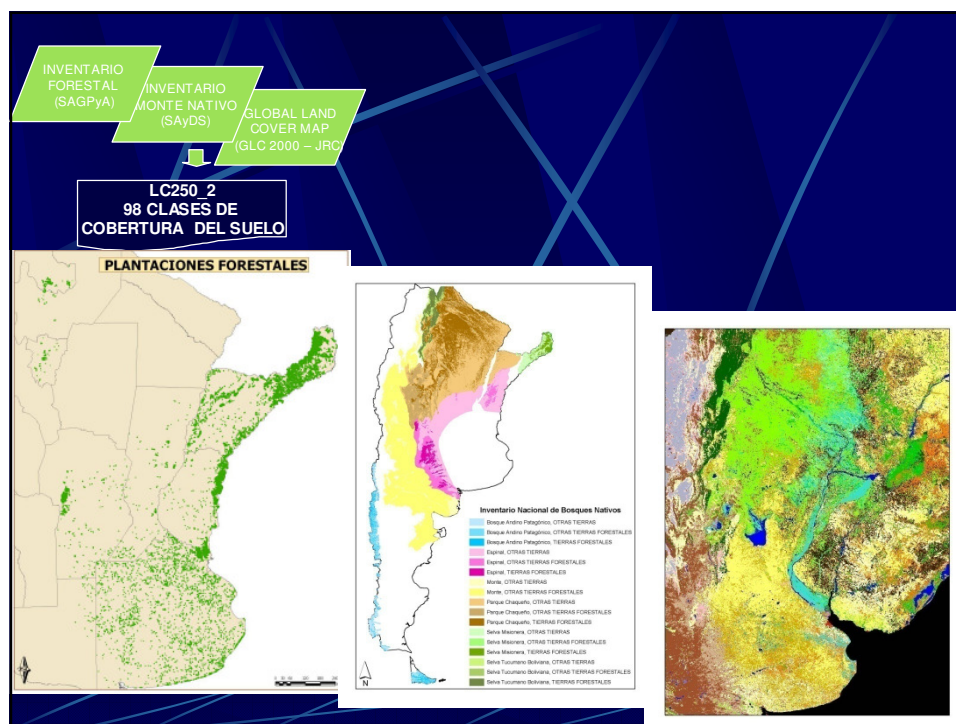 INVENTARIO
FORESTAL
(SAGPyA)
INVENTARIO
MONTE NATIVO
(SAyDS)
GLOBAL LAND
COVER MAP
(GLC 2000 – JRC)
LC250_2
98 CLASES DE
COBERTURA DEL SUELO
PLANTACIONES FORESTALES
Inventario Nacional de Bosques Nativos
Bosque Andino Patagónico, OTRAS TIERRAS
Bosque Andino Patagónico, OTRAS TIERRAS FORESTALES
Bosque Andino Patagónico, TIERRAS FORESTALES
Espinal, OTRAS TIERRAS
Espinal, OTRAS TIERRAS FORESTALES
Espinal, TIERRAS FORESTALES
Monte, OTRAS TIERRAS
Monte, OTRAS TIERRAS FORESTALES
Parque Chaqueño, OTRAS TIERRAS
Parque Chaqueño, OTRAS TIERRAS FORESTALES
Parque Chaqueño, TIERRAS FORESTALES
Selva Misionera, OTRAS TIERRAS
Selva Misionera, OTRAS TIERRAS FORESTALES
Selva Misionera, TIERRAS FORESTALES
Selva Tucumano Boliviana, OTRAS TIERRAS
Selva Tucumano Boliviana, OTRAS TIERRAS FORESTALES
Selva Tucumano Boliviana, TIERRAS FORESTALES
N